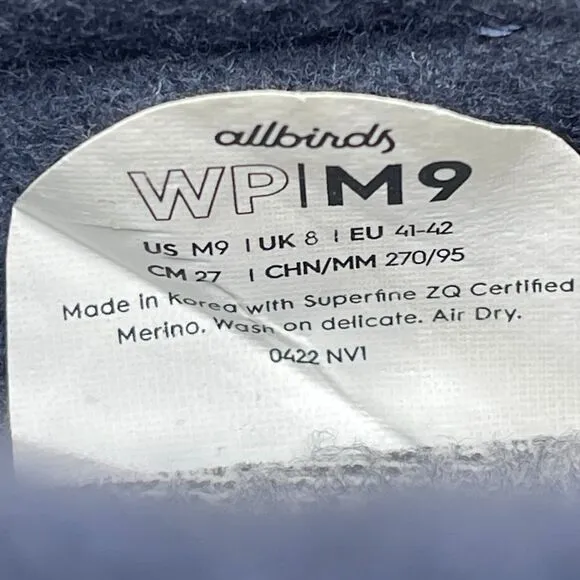 allbirds
WP|M9
US M9 | UK 8 | EU 41-42
CM 27 | CHN/MM 270/95
Made in Korea with Superfine ZQ Certified
Merino. Wash on delicate. Air Dry.
0422 NV1